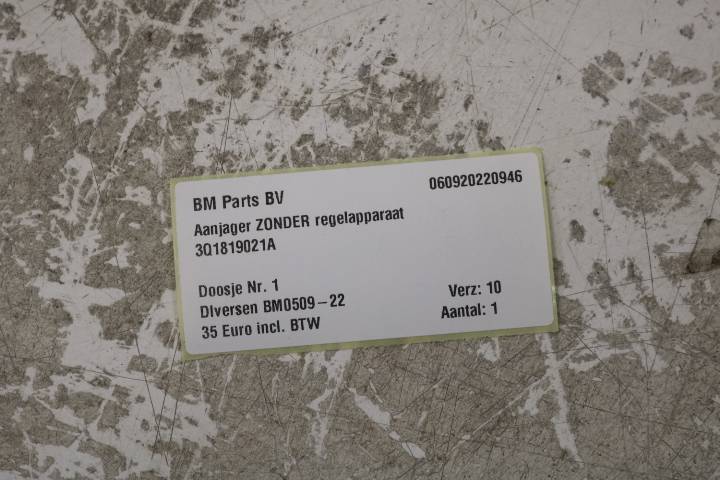 BM Parts BV 060920220946
Aanjager ZONDER regelapparaat
3Q1819021A
Doosje Nr. 1
Diversen BM0509-22 Verz: 10
35 Euro incl. BTW Aantal: 1